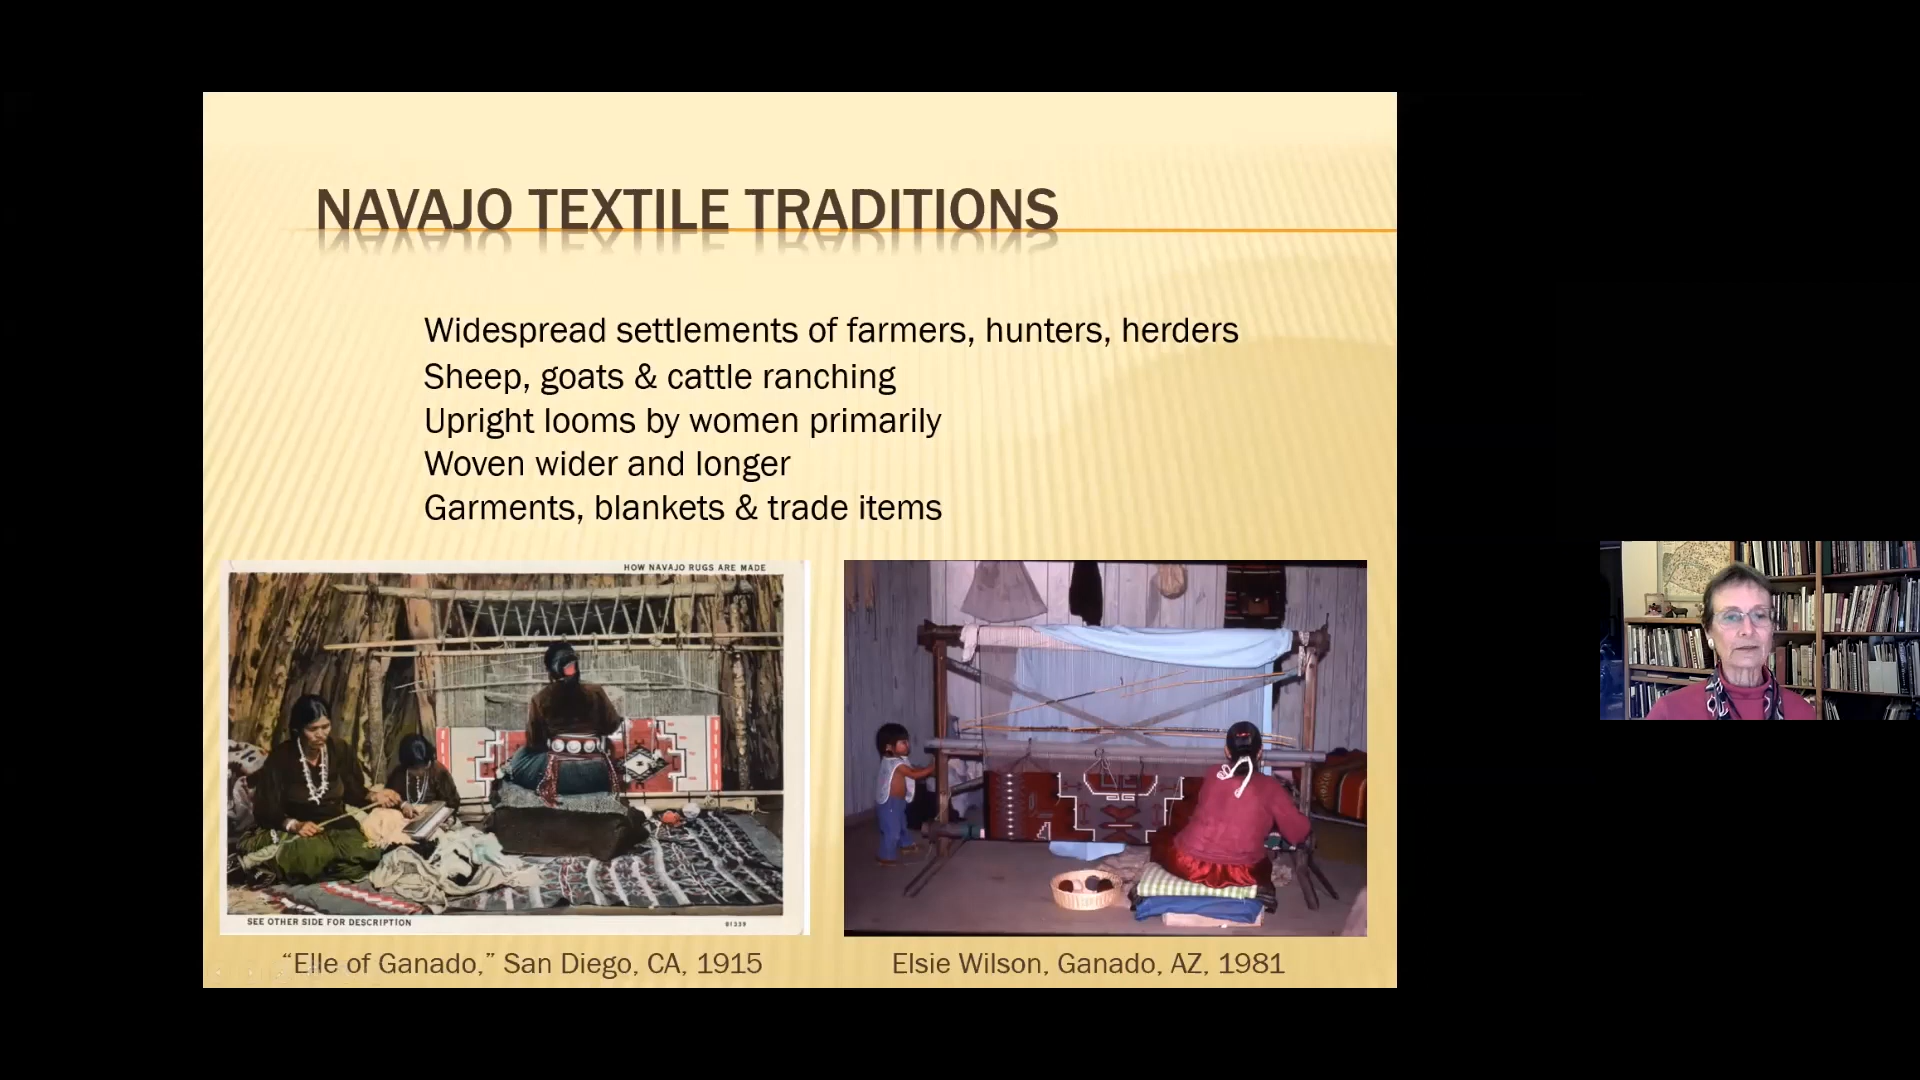 NAVAJO TEXTILE TRADITIONS
Widespread settlements of farmers, hunters, herders
Sheep, goats & cattle ranching
Upright looms by women primarily
Woven wider and longer
Garments, blankets & trade items
HOW NAVAJO RUGS ARE MADE
SEE OTHER SIDE FOR DESCRIPTION
81339
“Elle of Ganado,” San Diego, CA, 1915
Elsie Wilson, Ganado, AZ, 1981